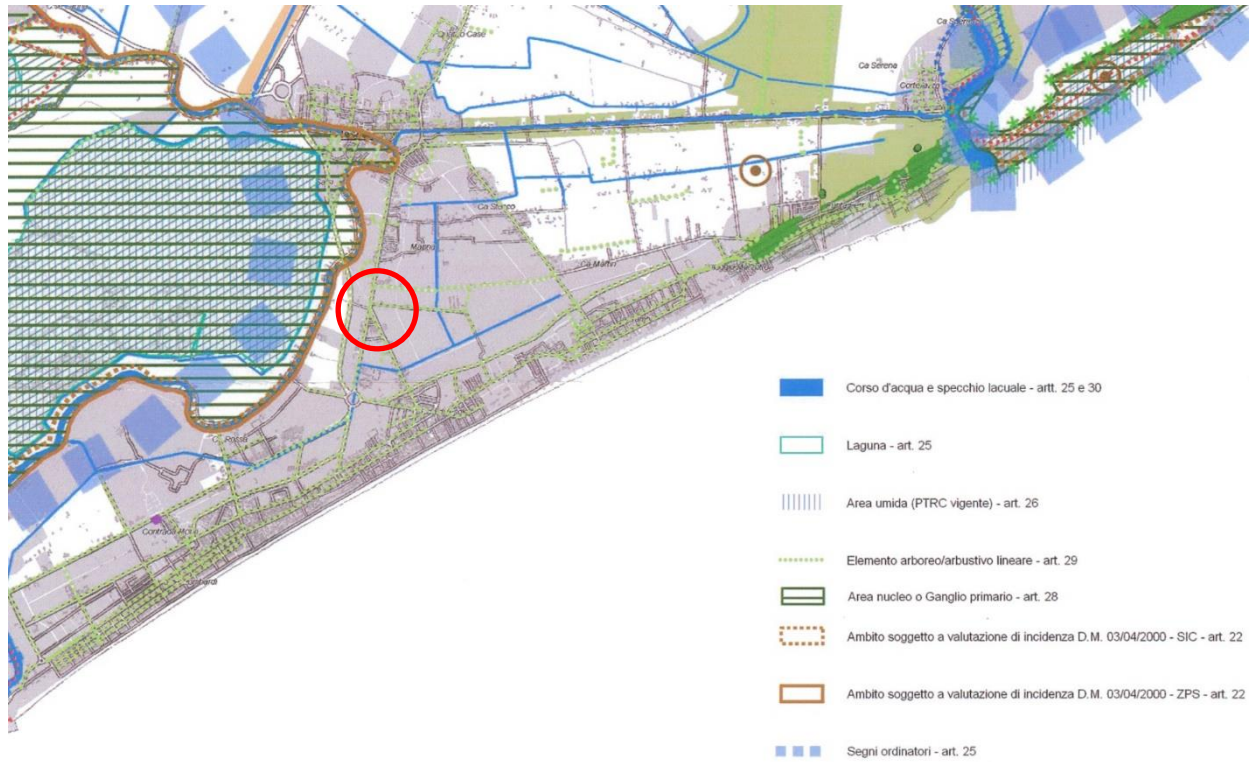 Ca Serena
Cortellazzo
Ca Rossa
Corso d'acqua e specchio lacuale - artt. 25 e 30
Laguna - art. 25
Area umida (PTRC vigente) - art. 26
Elemento arboreo/arbustivo lineare - art. 29
Area nucleo o Ganglio primario - art. 28
Ambito soggetto a valutazione di incidenza D.M. 03/04/2000 - SIC - art. 22
Ambito soggetto a valutazione di incidenza D.M. 03/04/2000 - ZPS - art. 22
Segni ordinatori - art. 25